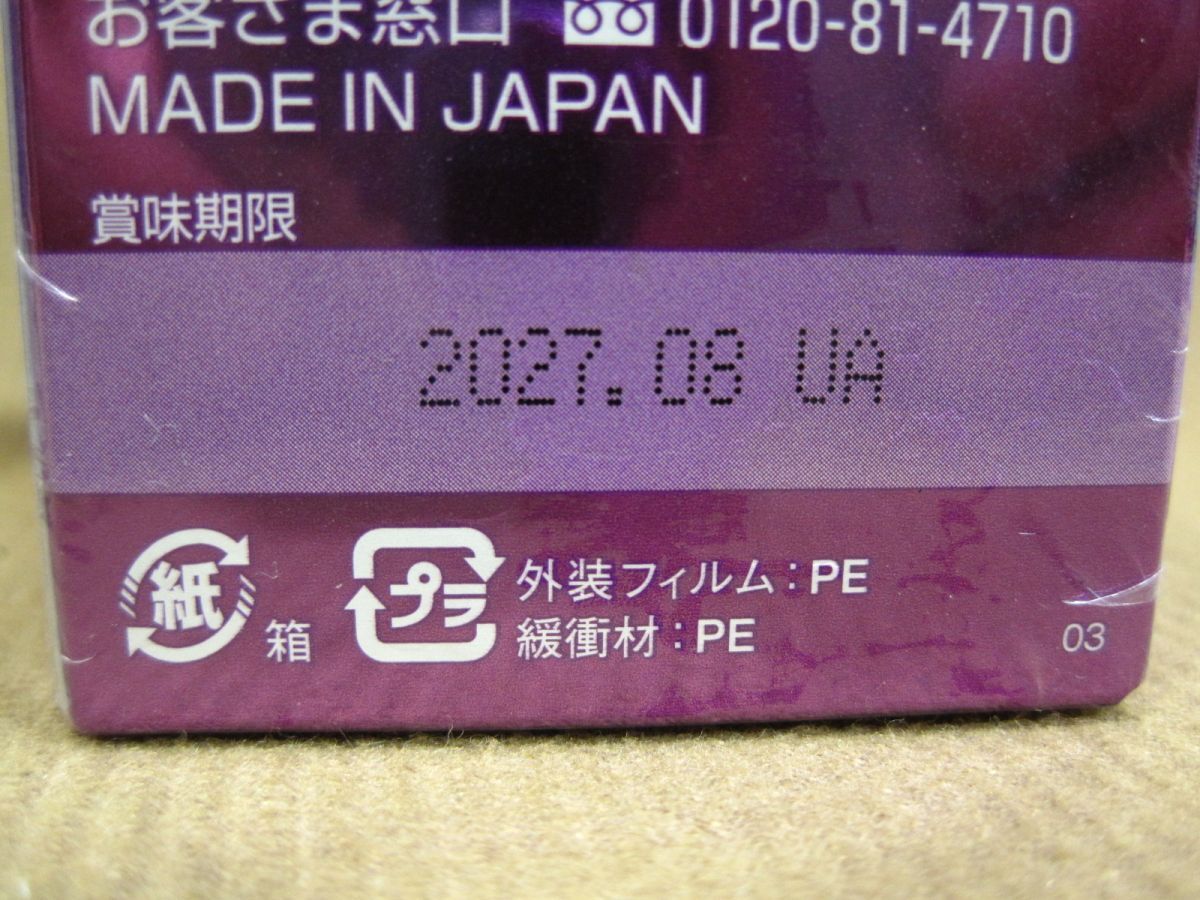 お客さま窓口 0120-81-4710
MADE IN JAPAN
賞味期限
2027.08 UA
紙 箱
プラ 外装フィルム：PE
緩衝材：PE
03